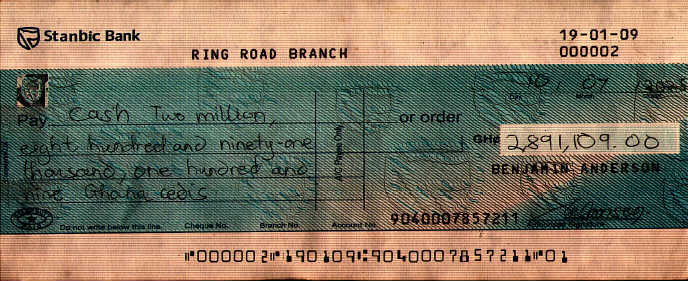 Stanbic Bank
19-01-09
RING ROAD BRANCH
000002
10 07
Pay Cash Two million,
or order
eight hundred and ninety-one
GH¢ 2,891,109.00
thousand, one hundred and
BENJAMIN ANDERSON
nine Ghana cedis
A/C Payee Only
9040007857211
Do not write below this line. Cheque No. Branch No. Account No.
⑈000002⑈190109⑆9040007857211⑈01